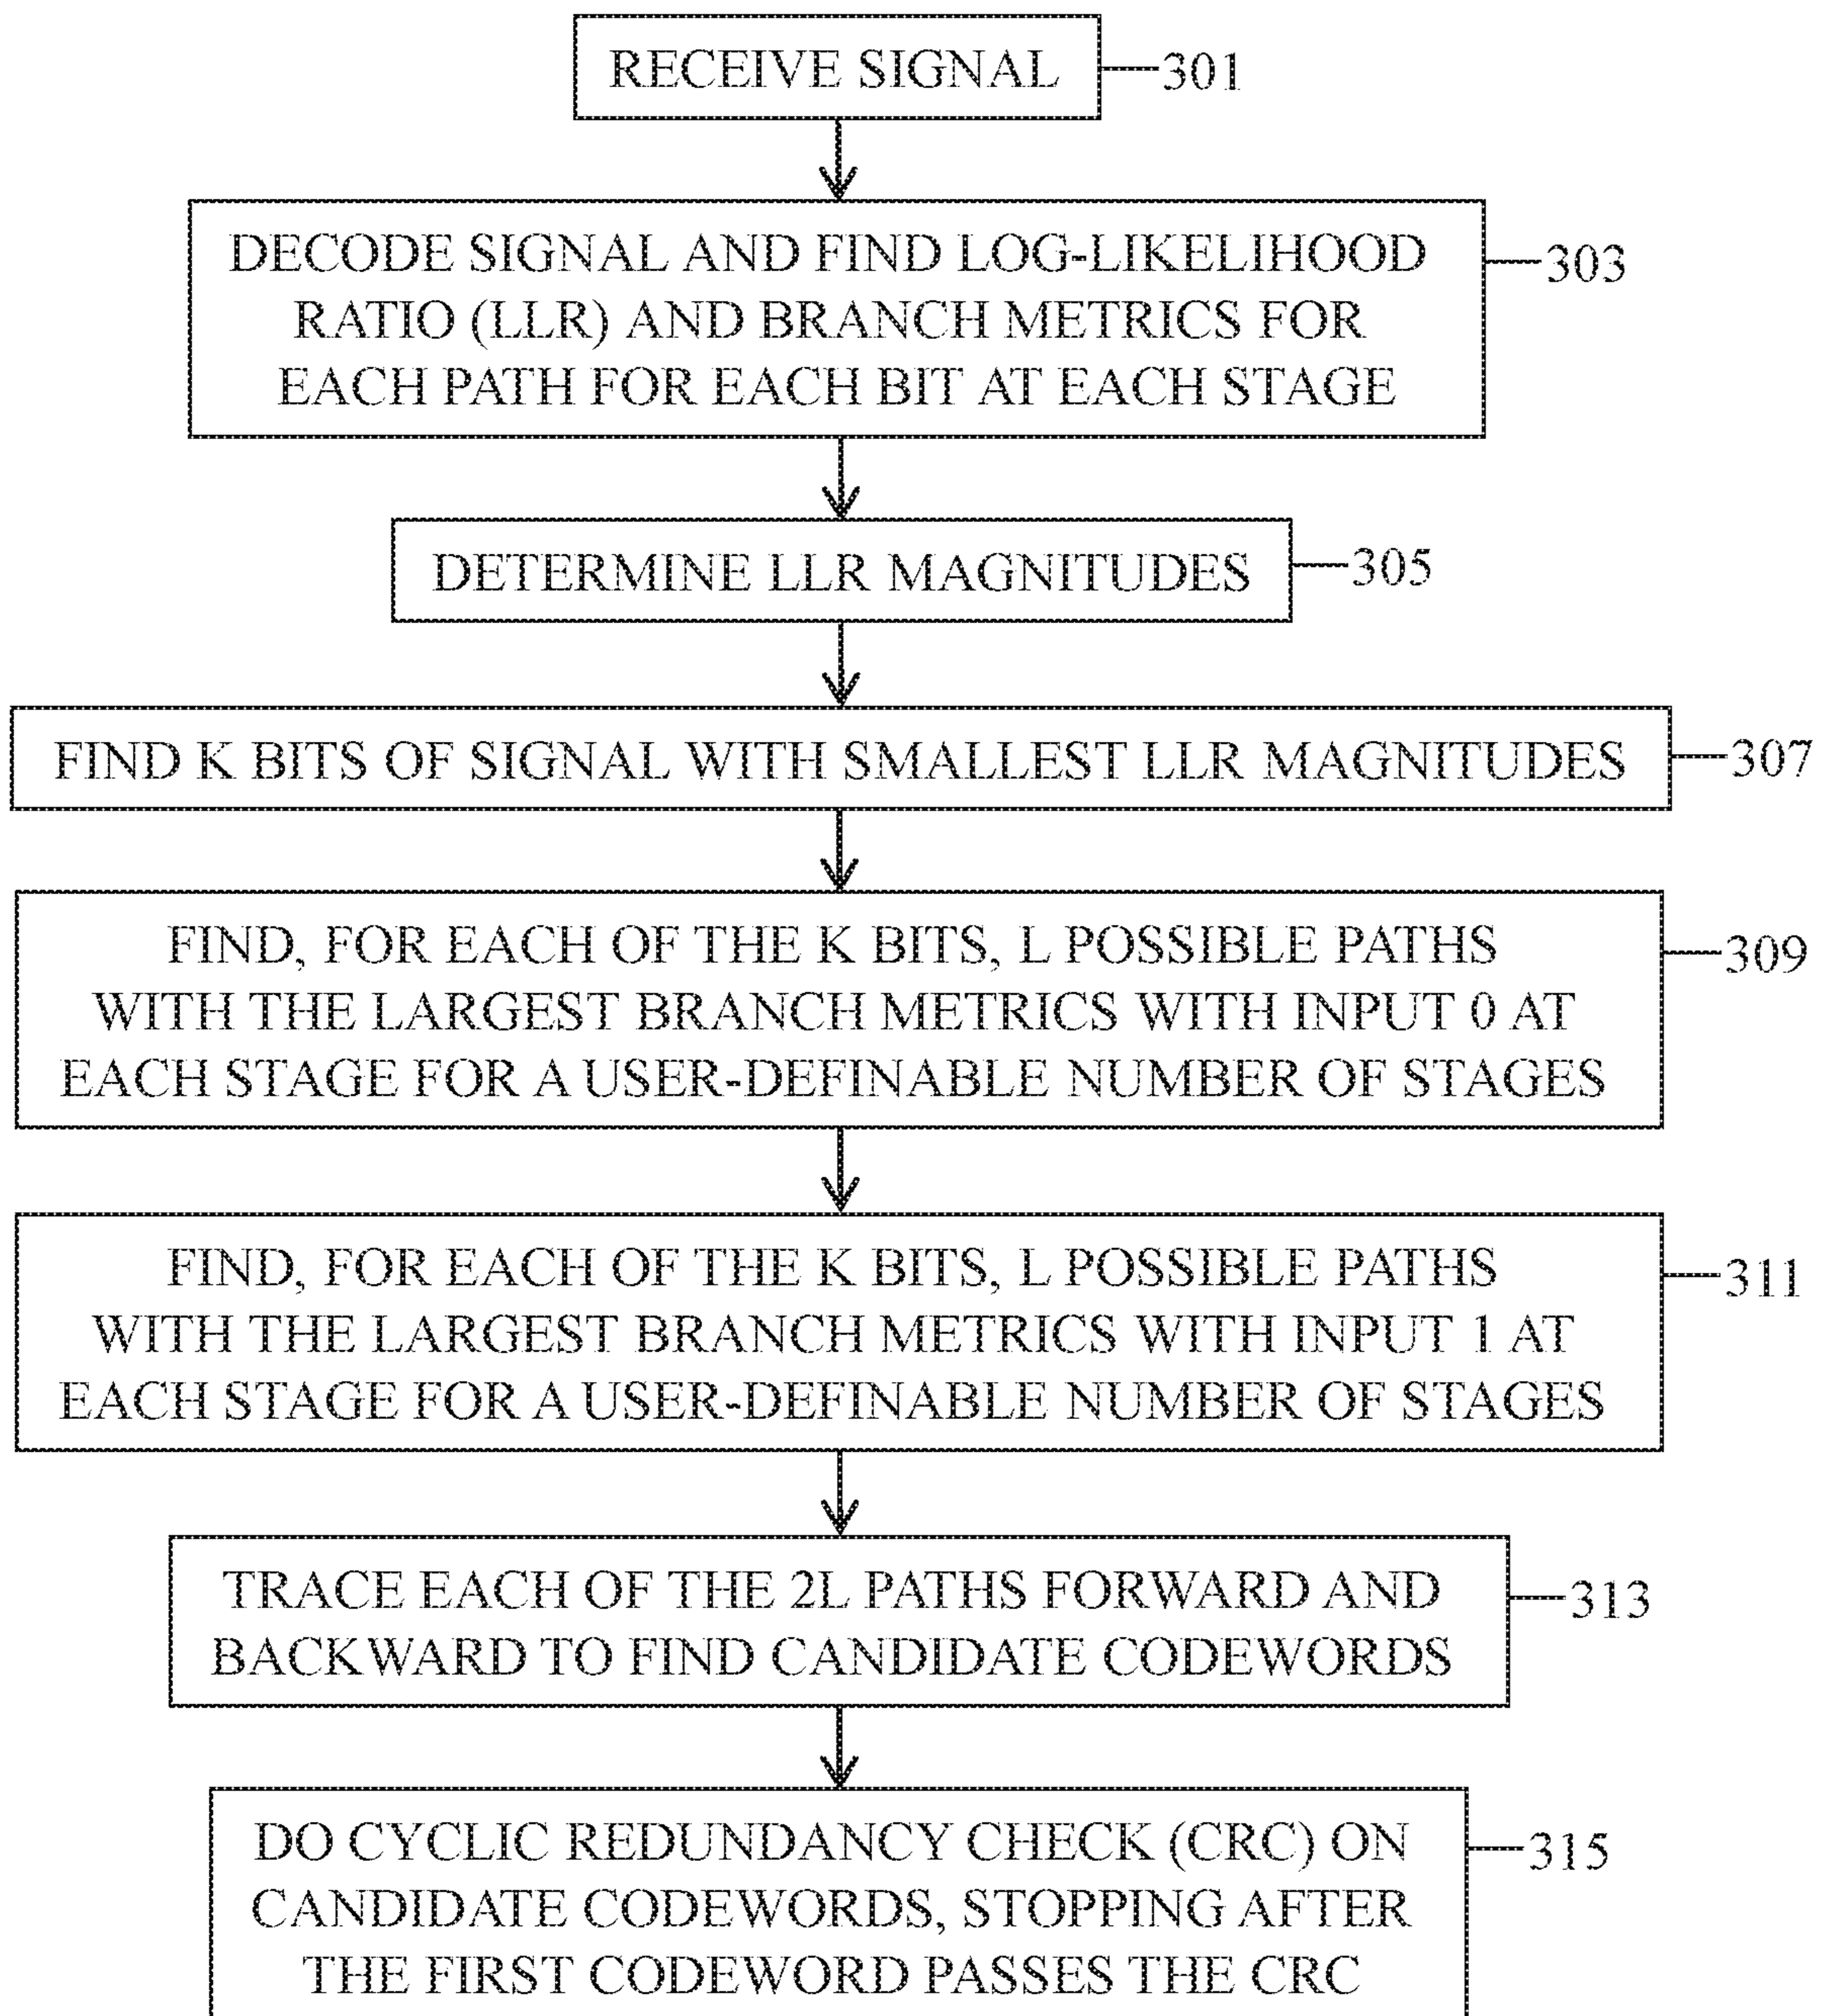 RECEIVE SIGNAL
301
DECODE SIGNAL AND FIND LOG-LIKELIHOOD
RATIO (LLR) AND BRANCH METRICS FOR
EACH PATH FOR EACH BIT AT EACH STAGE
303
DETERMINE LLR MAGNITUDES
305
FIND K BITS OF SIGNAL WITH SMALLEST LLR MAGNITUDES
307
FIND, FOR EACH OF THE K BITS, L POSSIBLE PATHS
WITH THE LARGEST BRANCH METRICS WITH INPUT 0 AT
EACH STAGE FOR A USER-DEFINABLE NUMBER OF STAGES
309
FIND, FOR EACH OF THE K BITS, L POSSIBLE PATHS
WITH THE LARGEST BRANCH METRICS WITH INPUT 1 AT
EACH STAGE FOR A USER-DEFINABLE NUMBER OF STAGES
311
TRACE EACH OF THE 2L PATHS FORWARD AND
BACKWARD TO FIND CANDIDATE CODEWORDS
313
DO CYCLIC REDUNDANCY CHECK (CRC) ON
CANDIDATE CODEWORDS, STOPPING AFTER
THE FIRST CODEWORD PASSES THE CRC
315